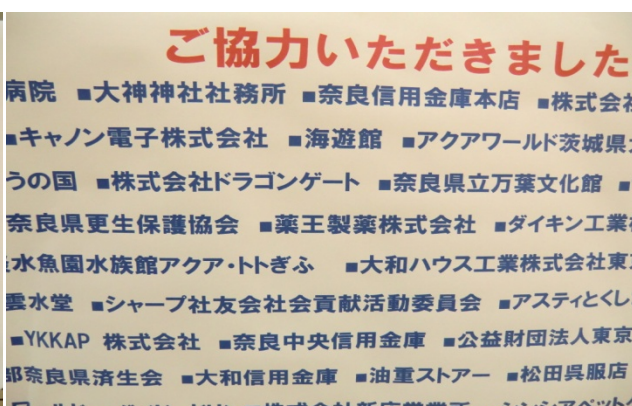 ご協力いただきました
病院 ■大神神社社務所 ■奈良信用金庫本店 ■株式会社
■キャノン電子株式会社 ■海遊館 ■アクアワールド茨城県
うの国 ■株式会社ドラゴンゲート ■奈良県立万葉文化館 ■
奈良県更生保護協会 ■薬王製薬株式会社 ■ダイキン工業
水魚園水族館アクア・トトぎふ ■大和ハウス工業株式会社東
雲水堂 ■シャープ社友会社会貢献活動委員会 ■アスティとくし
■YKKAP 株式会社 ■奈良中央信用金庫 ■公益財団法人東京
部奈良県済生会 ■大和信用金庫 ■油重ストアー ■松田呉服店